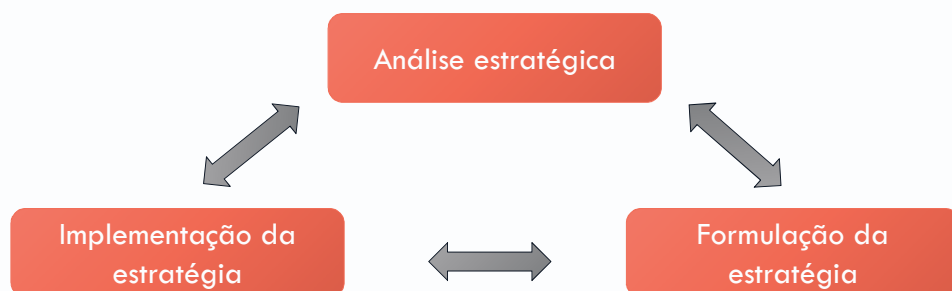 Análise estratégica
Implementação da
estratégia
Formulação da
estratégia